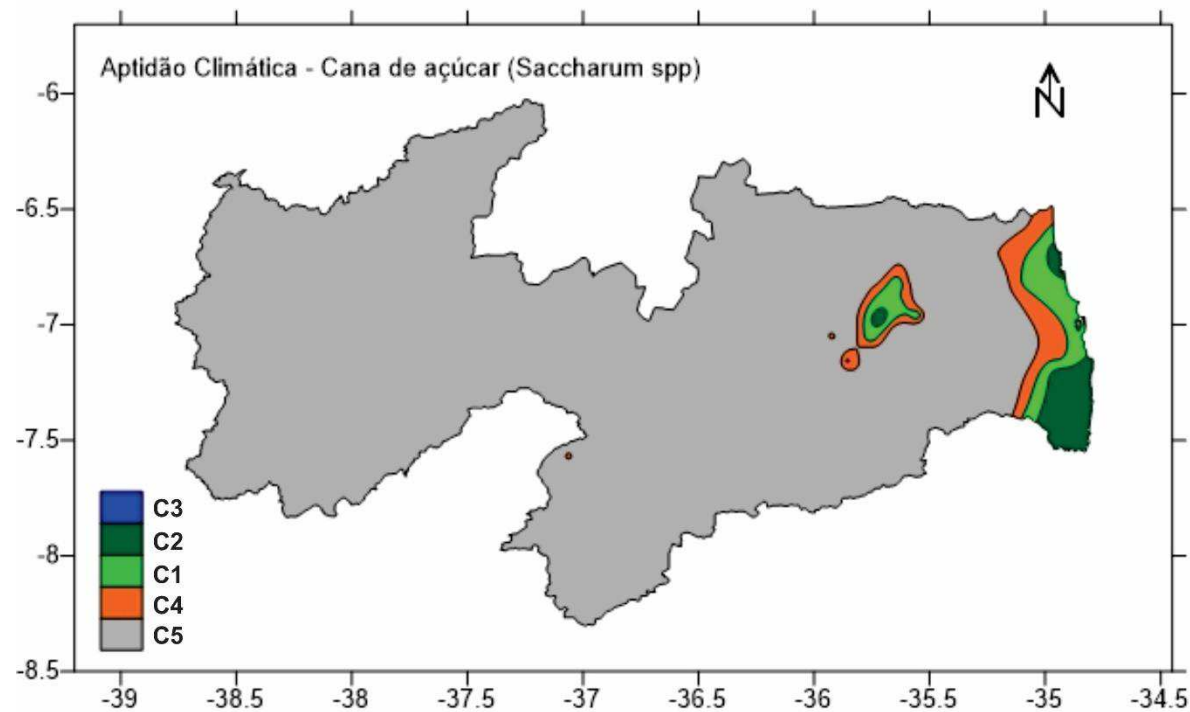 Aptidão Climática - Cana de açúcar (Saccharum spp)
N
-6
-6.5
-7
-7.5
-8
-8.5
C3
C2
C1
C4
C5
-39 -38.5 -38 -37.5 -37 -36.5 -36 -35.5 -35 -34.5